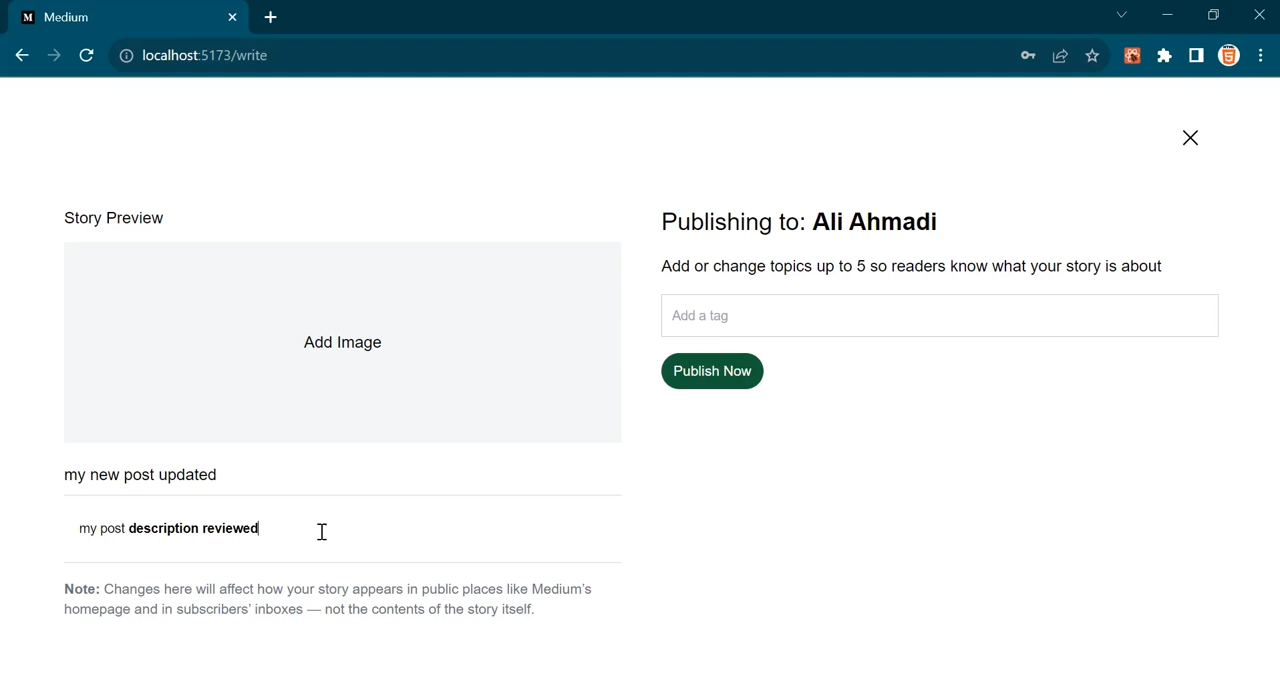 Medium
localhost:5173/write
Story Preview
Add Image
my new post updated
my post description reviewed
Note: Changes here will affect how your story appears in public places like Medium’s
homepage and in subscribers’ inboxes — not the contents of the story itself.
Publishing to: Ali Ahmadi
Add or change topics up to 5 so readers know what your story is about
Add a tag
Publish Now